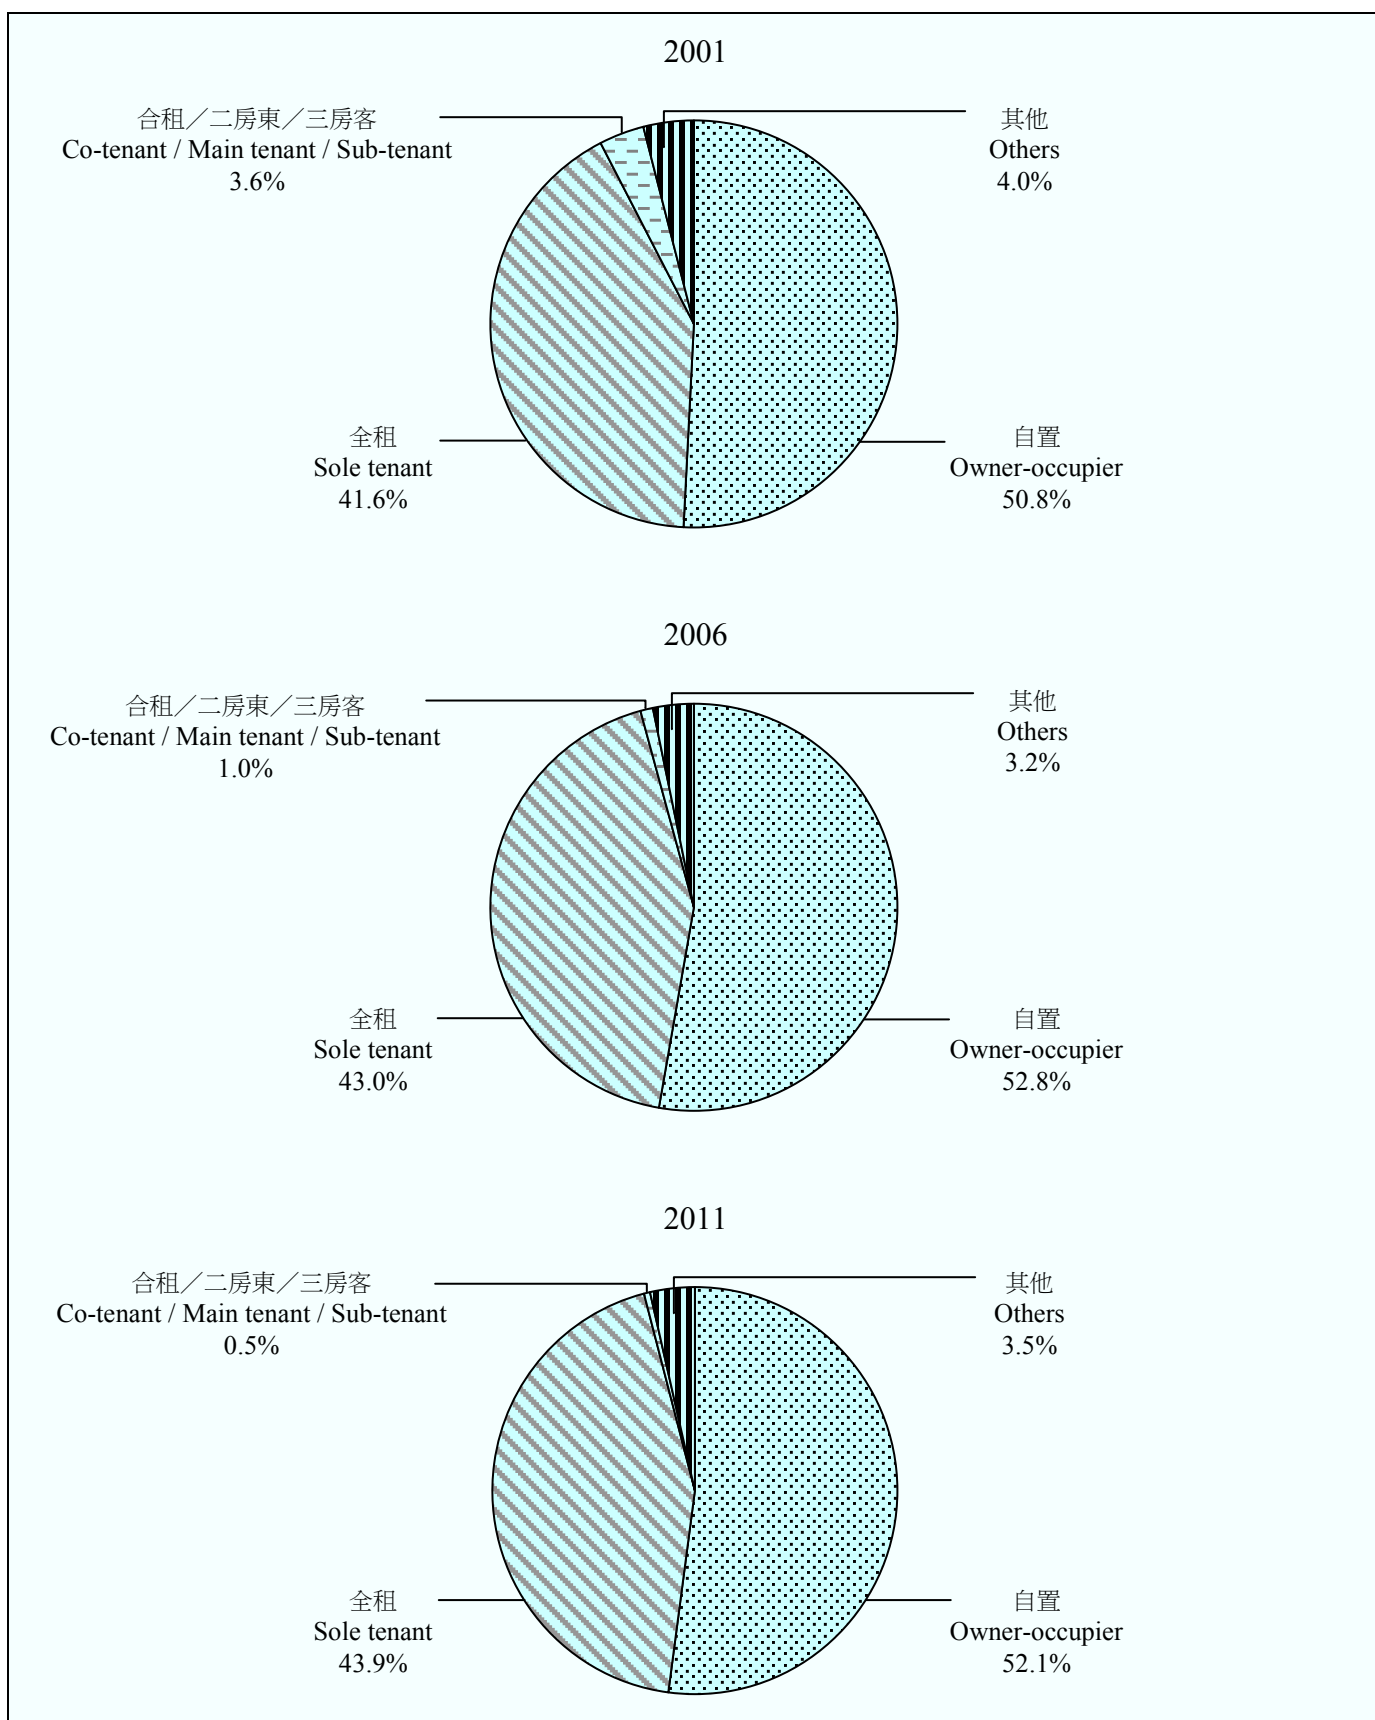 2001
合租／二房東／三房客
Co-tenant / Main tenant / Sub-tenant
3.6%
其他
Others
4.0%
全租
Sole tenant
41.6%
自置
Owner-occupier
50.8%
2006
合租／二房東／三房客
Co-tenant / Main tenant / Sub-tenant
1.0%
其他
Others
3.2%
全租
Sole tenant
43.0%
自置
Owner-occupier
52.8%
2011
合租／二房東／三房客
Co-tenant / Main tenant / Sub-tenant
0.5%
其他
Others
3.5%
全租
Sole tenant
43.9%
自置
Owner-occupier
52.1%